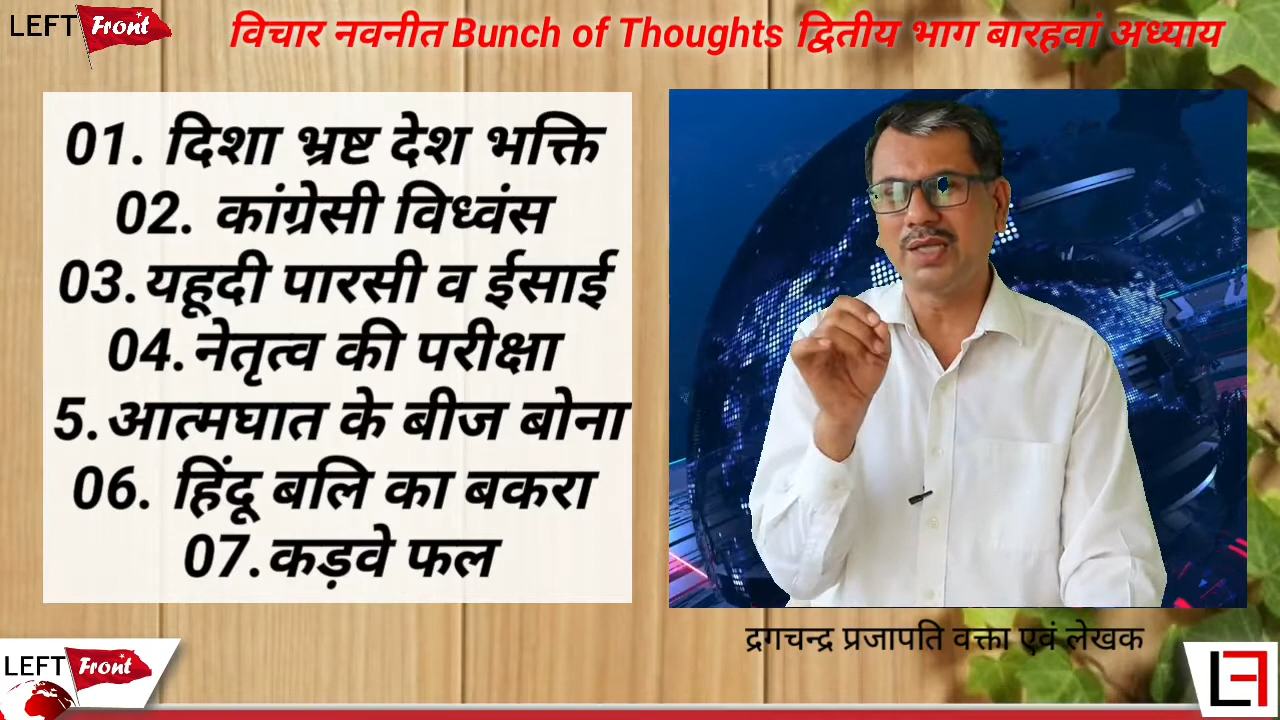 LEFT Front
विचार नवनीत Bunch of Thoughts द्वितीय भाग बारहवां अध्याय
01. दिशा भ्रष्ट देश भक्ति
02. कांग्रेसी विध्वंस
03.यहूदी पारसी व ईसाई
04.नेतृत्व की परीक्षा
5.आत्मघात के बीज बोना
06. हिंदू बलि का बकरा
07.कड़वे फल
द्रगचन्द्र प्रजापति वक्ता एवं लेखक
LEFT Front
LF